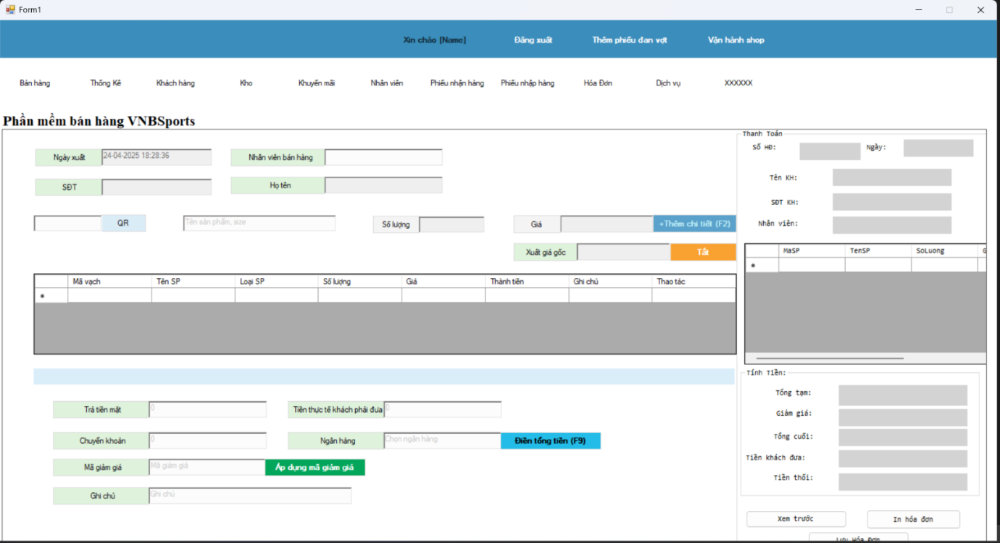 Form1
Xin chào [Name] Đăng xuất Thêm phiếu đan vợt Vận hành shop
Bán hàng Thống Kê Khách hàng Kho Khuyến mãi Nhân viên Phiếu nhận hàng Phiếu nhập hàng Hóa Đơn Dịch vụ XXXXXX
Phần mềm bán hàng VNBSports
Ngày xuất 24-04-2025 18:28:36 Nhân viên bán hàng
SĐT Họ tên
QR Tên sản phẩm, size Số lượng Giá +Thêm chi tiết (F2)
Xuất giá gốc Tắt
Mã vạch Tên SP Loại SP Số lượng Giá Thành tiền Ghi chú Thao tác
*
Trả tiền mặt 0 Tiền thực tế khách phải đưa 0
Chuyển khoản 0 Ngân hàng Chọn ngân hàng Điền tổng tiền (F9)
Mã giảm giá Mã giảm giá Áp dụng mã giảm giá
Ghi chú Ghi chú
Thanh Toán
Số HĐ: Ngày:
Tên KH:
SĐT KH:
Nhân viên:
MaSP TenSP SoLuong G
*
Tính Tiền:
Tổng tạm:
Giảm giá:
Tổng cuối:
Tiền khách đưa:
Tiền thối:
Xem trước In hóa đơn
Lưu Hóa Đơn